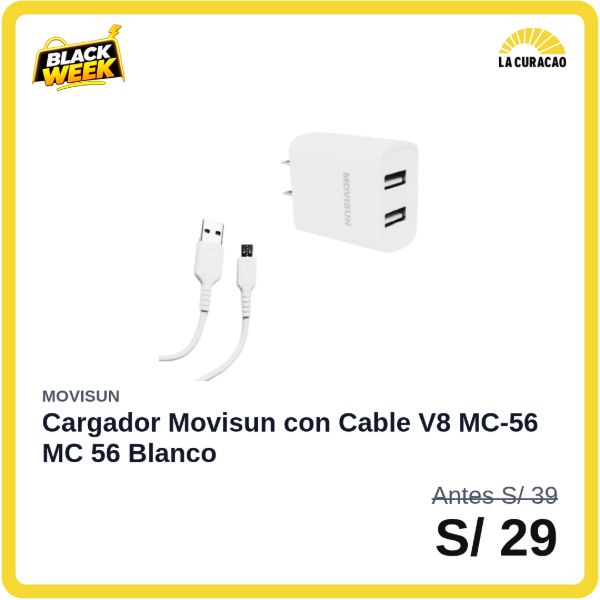 BLACK
WEEK
LA CURACAO
MOVISUN
MOVISUN
Cargador Movisun con Cable V8 MC-56
MC 56 Blanco
Antes S/ 39
S/ 29